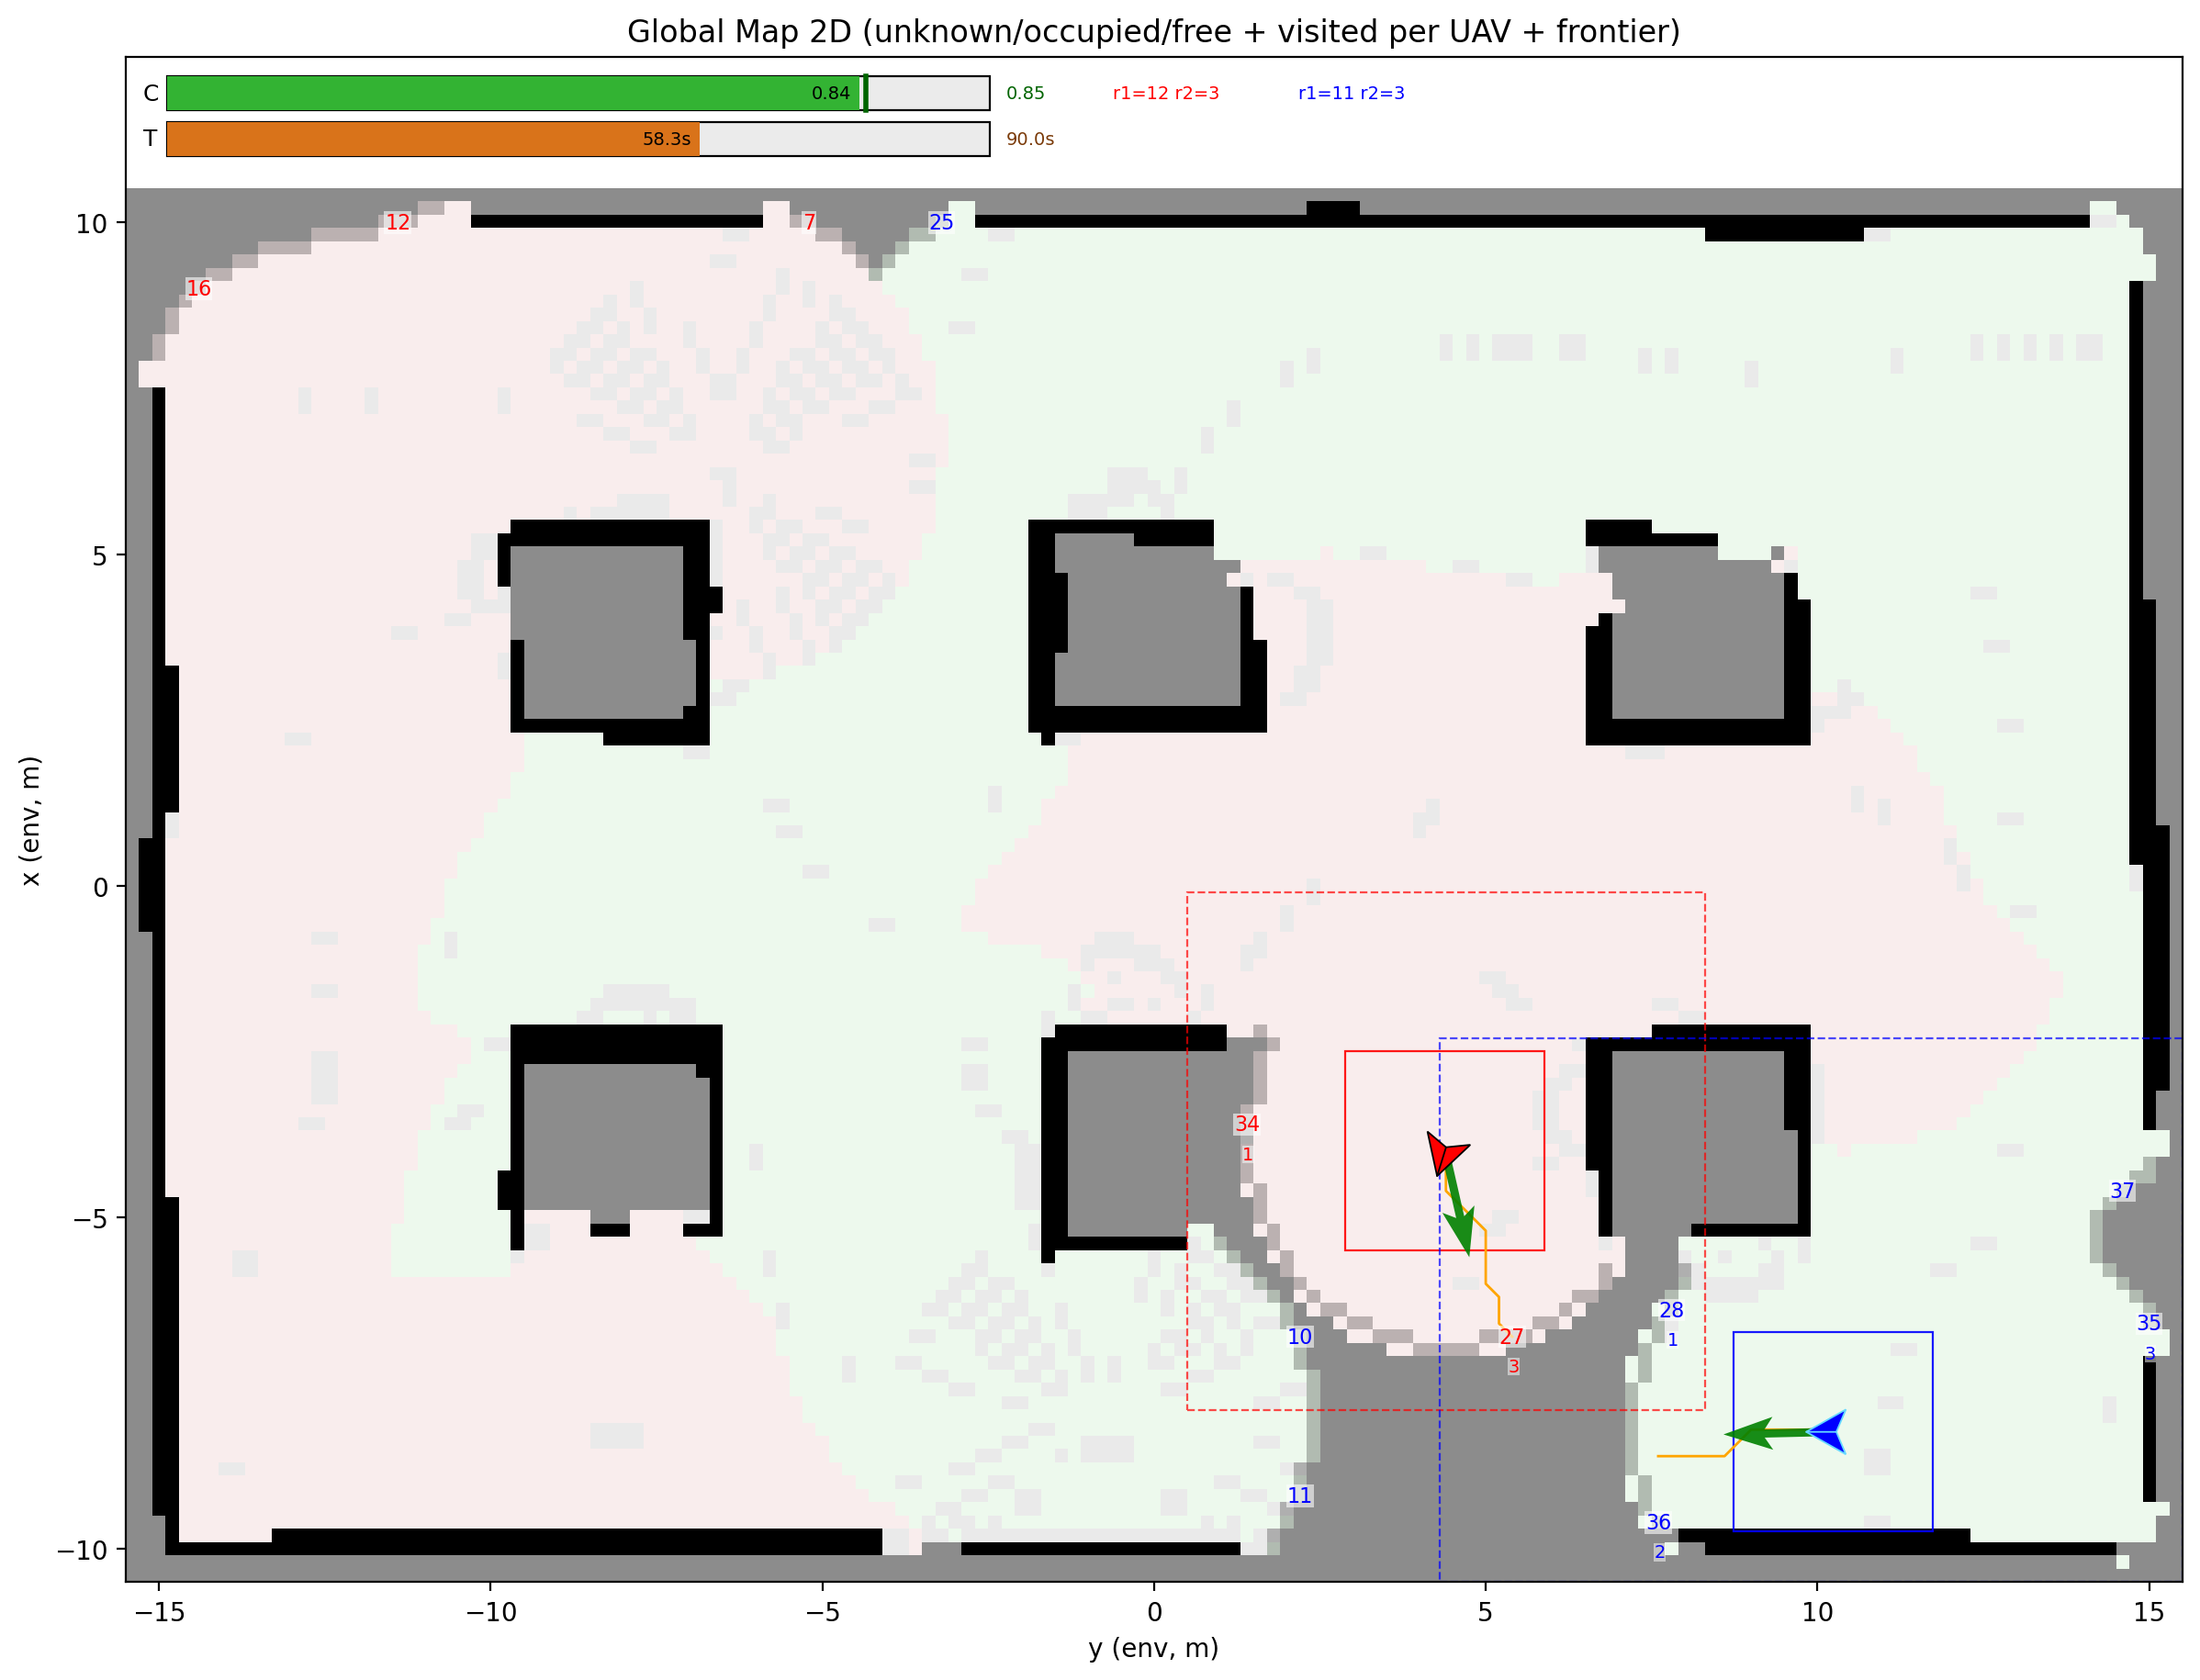 Global Map 2D (unknown/occupied/free + visited per UAV + frontier)
C 0.84 0.85 r1=12 r2=3 r1=11 r2=3
T 58.3s 90.0s
12 7 25
16
34
1
37
28
1
35
3
10
27
3
11
36
2
10
5
0
−5
−10
−15 −10 −5 0 5 10 15
x (env, m)
y (env, m)